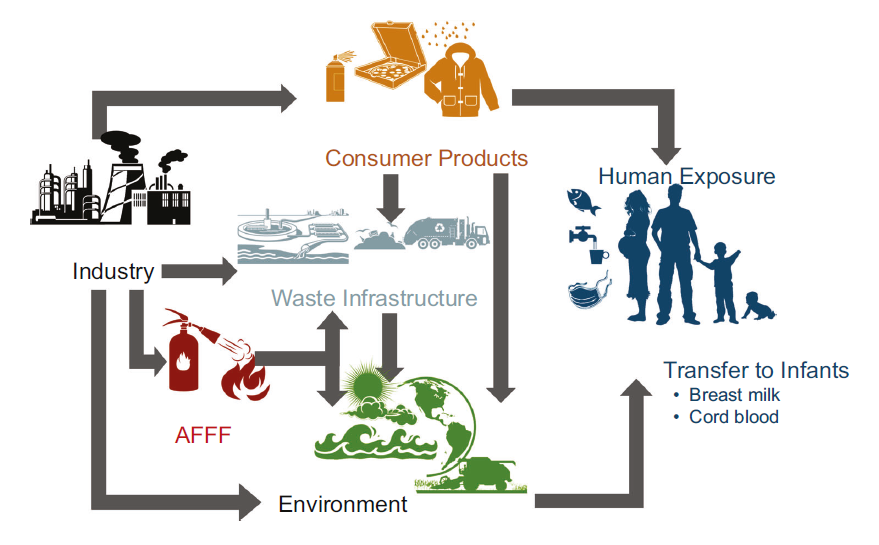 Consumer Products
Human Exposure
Industry
Waste Infrastructure
Transfer to Infants
• Breast milk
• Cord blood
AFFF
Environment